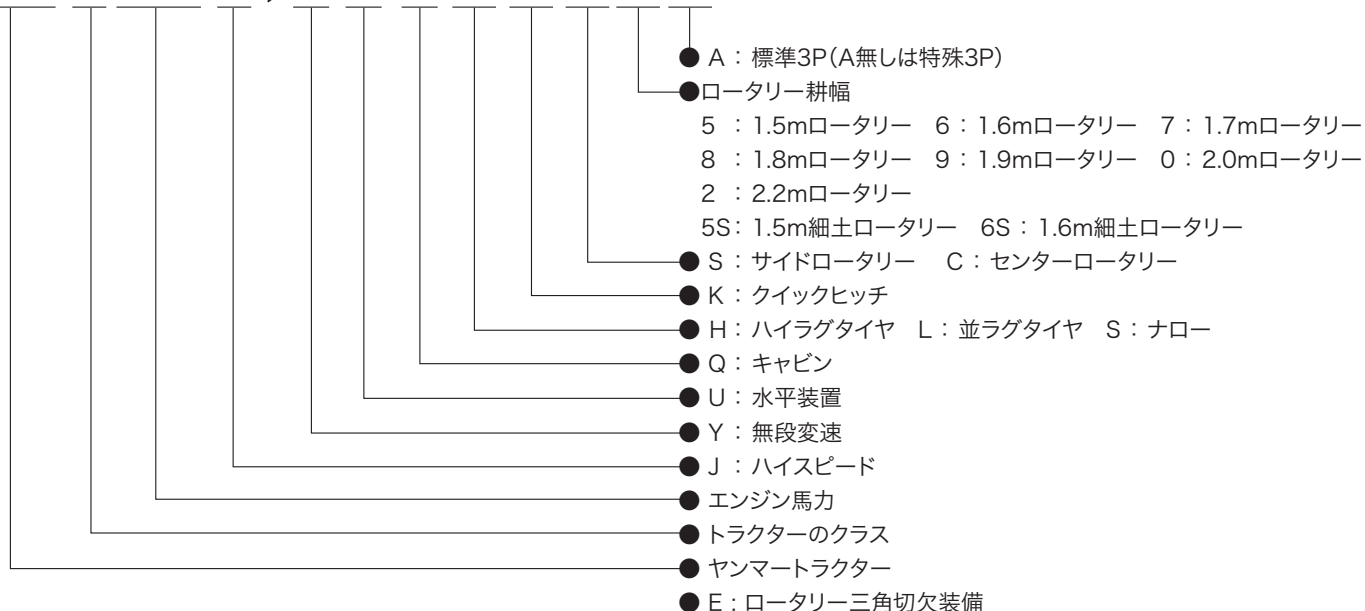 ● A：標準3P（A無しは特殊3P）
●ロータリー耕幅
5 ：1.5mロータリー 6：1.6mロータリー 7：1.7mロータリー
8 ：1.8mロータリー 9：1.9mロータリー 0：2.0mロータリー
2 ：2.2mロータリー
5S：1.5m細土ロータリー 6S：1.6m細土ロータリー
● S：サイドロータリー C：センターロータリー
● K：クイックヒッチ
● H：ハイラグタイヤ L：並ラグタイヤ S：ナロー
● Q：キャビン
● U：水平装置
● Y：無段変速
● J：ハイスピード
● エンジン馬力
● トラクターのクラス
● ヤンマートラクター
● E：ロータリー三角切欠装備